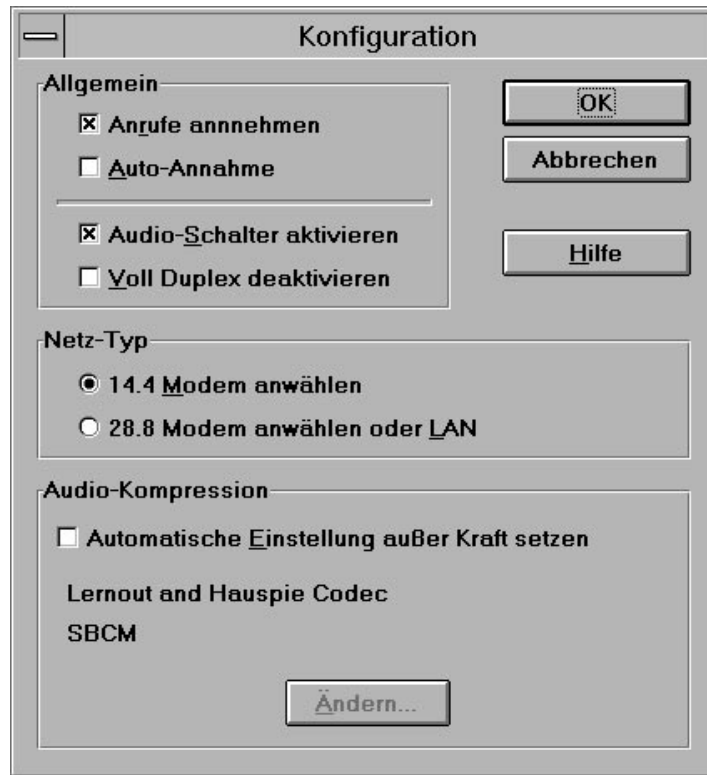 Konfiguration
Allgemein
Anrufe annnehmen
Auto-Annahme
Audio-Schalter aktivieren
Voll Duplex deaktivieren
OK
Abbrechen
Hilfe
Netz-Typ
14.4 Modem anwählen
28.8 Modem anwählen oder LAN
Audio-Kompression
Automatische Einstellung außer Kraft setzen
Lernout and Hauspie Codec
SBCM
Ändern...